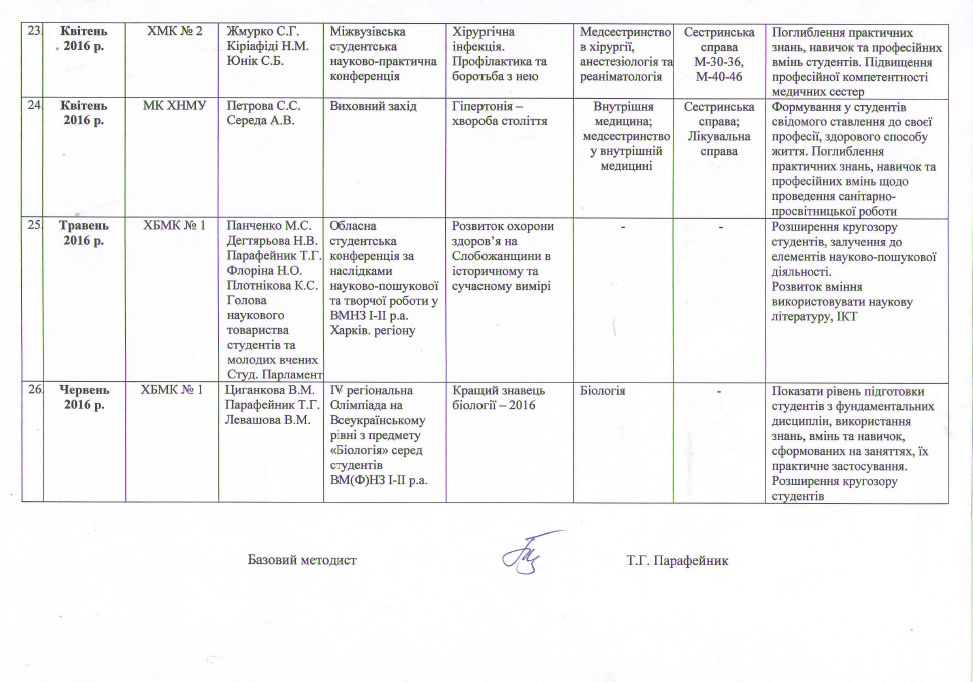 23.
Квітень
2016 р.
ХМК № 2
Жмурко С.Г.
Кіріафіді Н.М.
Юнік С.Б.
Міжвузівська
студентська
науково-практична
конференція
Хірургічна
інфекція.
Профілактика та
боротьба з нею
Медсестринство
в хірургії,
анестезіологія та
реаніматологія
Сестринська
справа
М-30-36,
М-40-46
Поглиблення практичних
знань, навичок та професійних
вмінь студентів. Підвищення
професійної компетентності
медичних сестер
24.
Квітень
2016 р.
МК ХНМУ
Петрова С.С.
Середа А.В.
Виховний захід
Гіпертонія –
хвороба століття
Внутрішня
медицина;
медсестринство
у внутрішній
медицині
Сестринська
справа;
Лікувальна
справа
Формування у студентів
свідомого ставлення до своєї
професії, здорового способу
життя. Поглиблення
практичних знань, навичок та
професійних вмінь щодо
проведення санітарно-
просвітницької роботи
25.
Травень
2016 р.
ХБМК № 1
Панченко М.С.
Дегтярьова Н.В.
Парафейник Т.Г.
Флоріна Н.О.
Плотнікова К.С.
Голова
наукового
товариства
студентів та
молодих вчених
Студ. Парламент
Обласна
студентська
конференція за
наслідками
науково-пошукової
та творчої роботи у
ВМНЗ І-ІІ р.а.
Харків. регіону
Розвиток охорони
здоров’я на
Слобожанщини в
історичному та
сучасному вимірі
-
-
Розширення кругозору
студентів, залучення до
елементів науково-пошукової
діяльності.
Розвиток вміння
використовувати наукову
літературу, ІКТ
26.
Червень
2016 р.
ХБМК № 1
Циганкова В.М.
Парафейник Т.Г.
Левашова В.М.
IV регіональна
Олімпіада на
Всеукраїнському
рівні з предмету
«Біологія» серед
студентів
ВМ(Ф)НЗ І-ІІ р.а.
Кращий знавець
біології – 2016
Біологія
-
Показати рівень підготовки
студентів з фундаментальних
дисциплін, використання
знань, вмінь та навичок,
сформованих на заняттях, їх
практичне застосування.
Розширення кругозору
студентів
Базовий методист
Т.Г. Парафейник